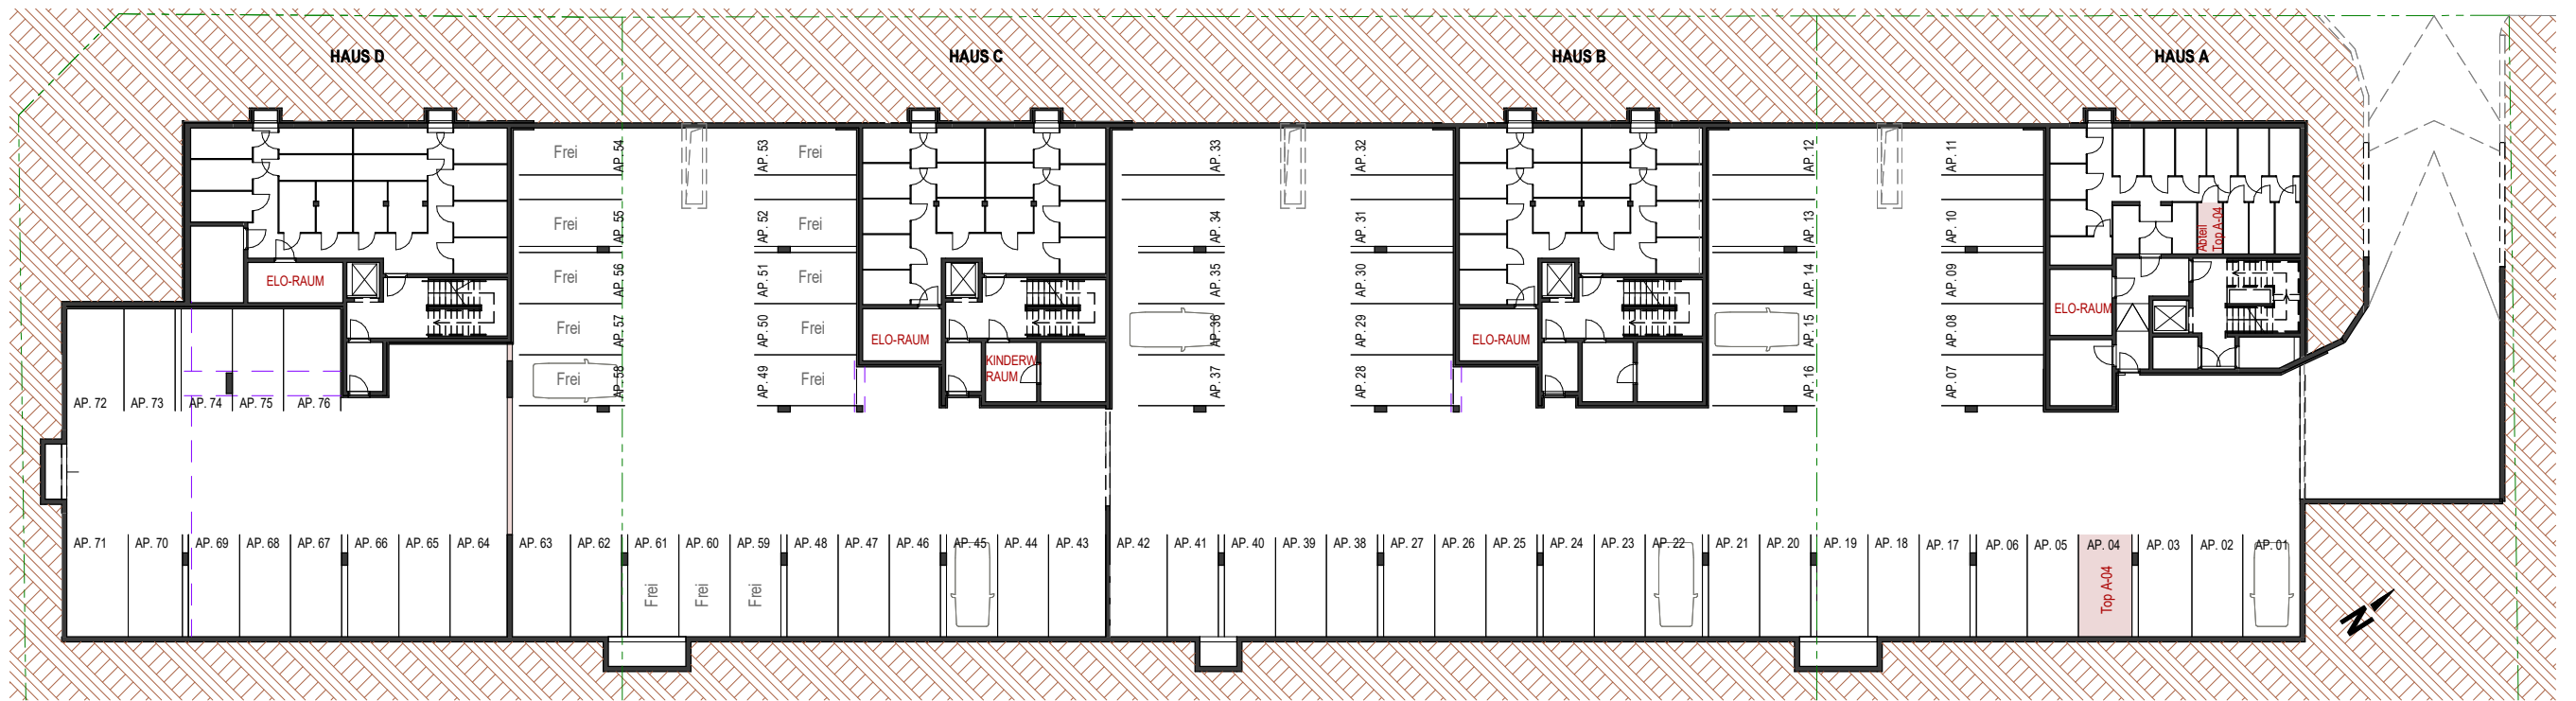 HAUS D
HAUS C
HAUS B
HAUS A
Frei
AP. 54
AP. 53
Frei
AP. 33
AP. 32
AP. 12
AP. 11
Frei
AP. 55
AP. 52
Frei
AP. 34
AP. 31
AP. 13
AP. 10
Abteil
Top A-04
Frei
AP. 56
AP. 51
Frei
AP. 35
AP. 30
AP. 14
AP. 09
ELO-RAUM
Frei
AP. 57
AP. 50
Frei
ELO-RAUM
AP. 36
AP. 29
ELO-RAUM
AP. 15
AP. 08
ELO-RAUM
Frei
AP. 58
AP. 49
Frei
KINDERW
RAUM
AP. 37
AP. 28
AP. 16
AP. 07
AP. 72
AP. 73
AP. 74
AP. 75
AP. 76
AP. 71
AP. 70
AP. 69
AP. 68
AP. 67
AP. 66
AP. 65
AP. 64
AP. 63
AP. 62
AP. 61
AP. 60
AP. 59
AP. 48
AP. 47
AP. 46
AP. 45
AP. 44
AP. 43
AP. 42
AP. 41
AP. 40
AP. 39
AP. 38
AP. 27
AP. 26
AP. 25
AP. 24
AP. 23
AP. 22
AP. 21
AP. 20
AP. 19
AP. 18
AP. 17
AP. 06
AP. 05
AP. 04
AP. 03
AP. 02
AP. 01
Frei
Frei
Frei
Top A-04
N